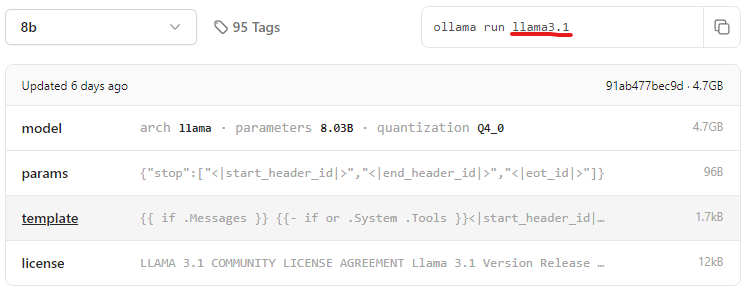 8b
95 Tags
ollama run llama3.1
Updated 6 days ago
91ab477bec9d · 4.7GB
model
arch llama · parameters 8.03B · quantization Q4_0
4.7GB
params
{"stop":["<|start_header_id|>","<|end_header_id|>","<|eot_id|>"]}
96B
template
{{ if .Messages }} {{- if or .System .Tools }}<|start_header_id|…
1.7kB
license
LLAMA 3.1 COMMUNITY LICENSE AGREEMENT Llama 3.1 Version Release …
12kB